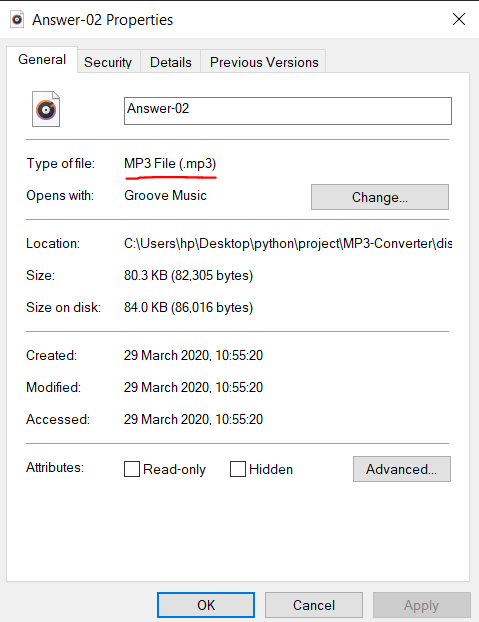 Answer-02 Properties
General Security Details Previous Versions
Answer-02
Type of file: MP3 File (.mp3)
Opens with: Groove Music Change...
Location: C:\Users\hp\Desktop\python\project\MP3-Converter\dis
Size: 80.3 KB (82,305 bytes)
Size on disk: 84.0 KB (86,016 bytes)
Created: 29 March 2020, 10:55:20
Modified: 29 March 2020, 10:55:20
Accessed: 29 March 2020, 10:55:20
Attributes: Read-only Hidden Advanced...
OK Cancel Apply